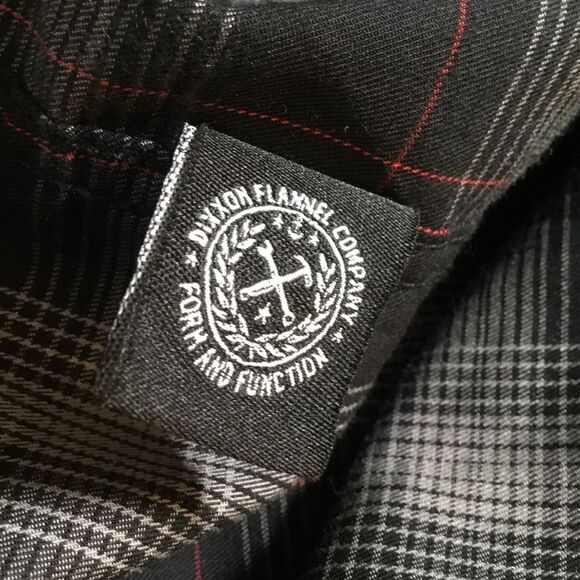 DIXXON FLANNEL COMPANY
FORM AND FUNCTION